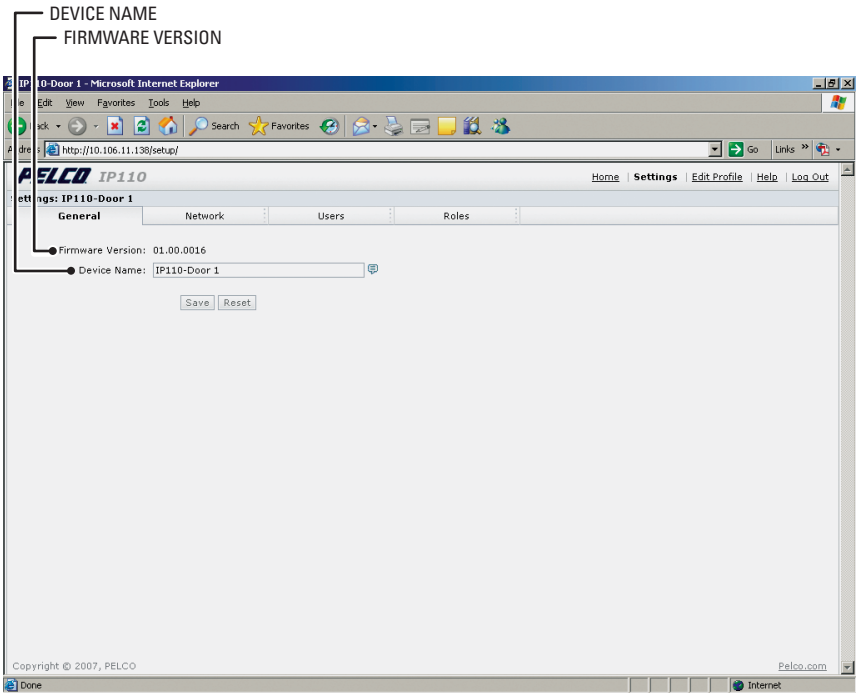 DEVICE NAME
FIRMWARE VERSION
IP110-Door 1 - Microsoft Internet Explorer
Edit View Favorites Tools Help
Search Favorites
http://10.106.11.138/setup/ Go Links »
PELCO IP110 Home | Settings | Edit Profile | Help | Log Out
Settings: IP110-Door 1
General Network Users Roles
Firmware Version: 01.00.0016
Device Name: IP110-Door 1
Save Reset
Copyright © 2007, PELCO Pelco.com
Done Internet